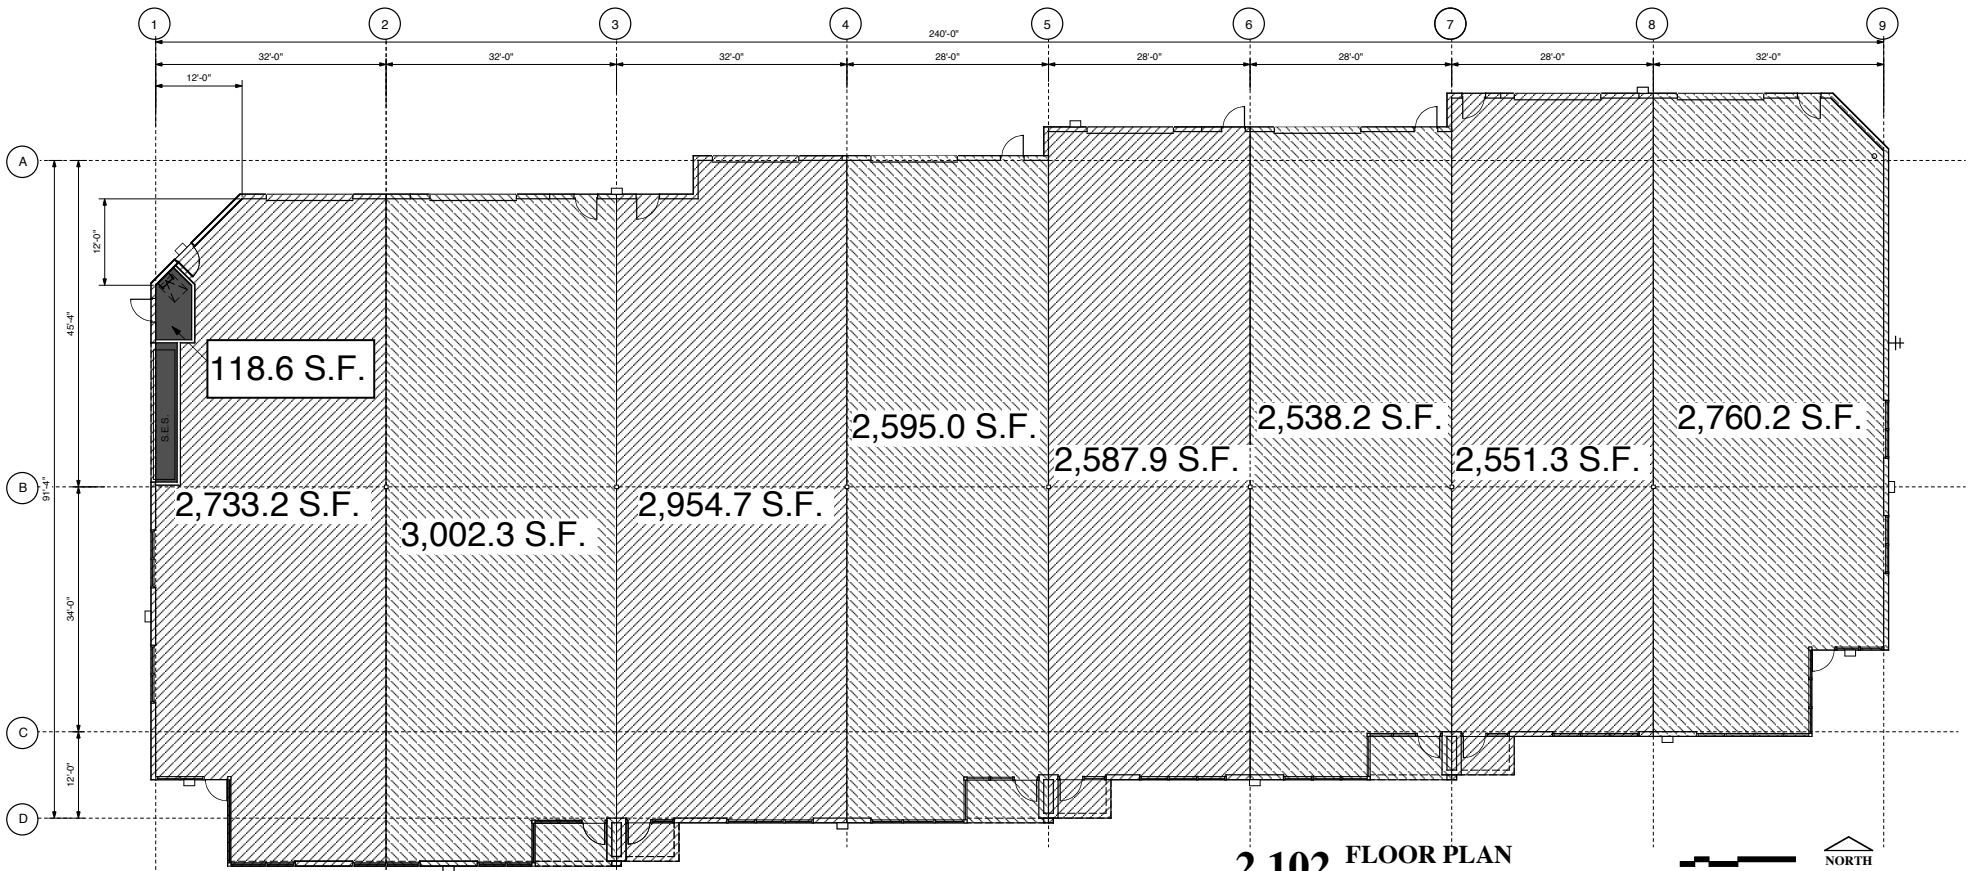 1 2 3 4 5 6 7 8 9
240'-0"
32'-0" 32'-0" 32'-0" 28'-0" 28'-0" 28'-0" 28'-0" 32'-0"
12'-0"
A
12'-0"
45'-4"
118.6 S.F.
S.E.S.
2,595.0 S.F.
2,538.2 S.F.
2,760.2 S.F.
2,587.9 S.F.
2,551.3 S.F.
B
91'-4"
2,733.2 S.F.
3,002.3 S.F.
2,954.7 S.F.
34'-0"
C
12'-0"
D
2.102 FLOOR PLAN
NORTH